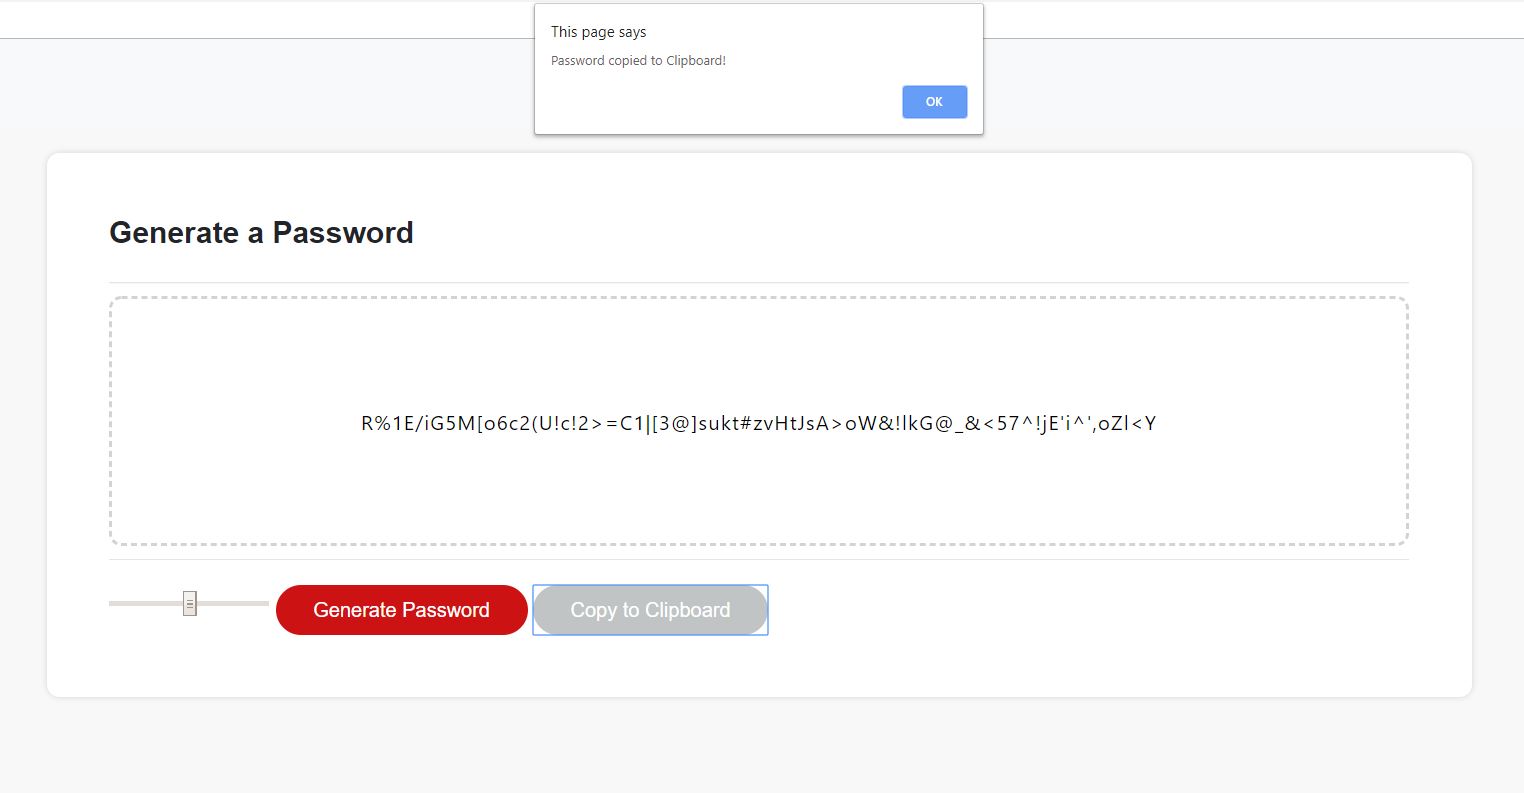 This page says
Password copied to Clipboard!
OK
Generate a Password
R%1E/iG5M[o6c2(U!c!2>=C1|[3@]sukt#zvHtJsA>oW&!lkG@_&<57^!jE'i^',oZl<Y
Generate Password
Copy to Clipboard